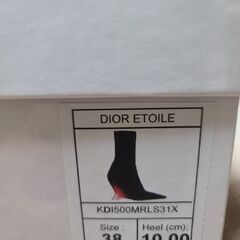 DIOR ETOILE
KDI500MRLS31X
Size : Heel (cm):
38 10.00